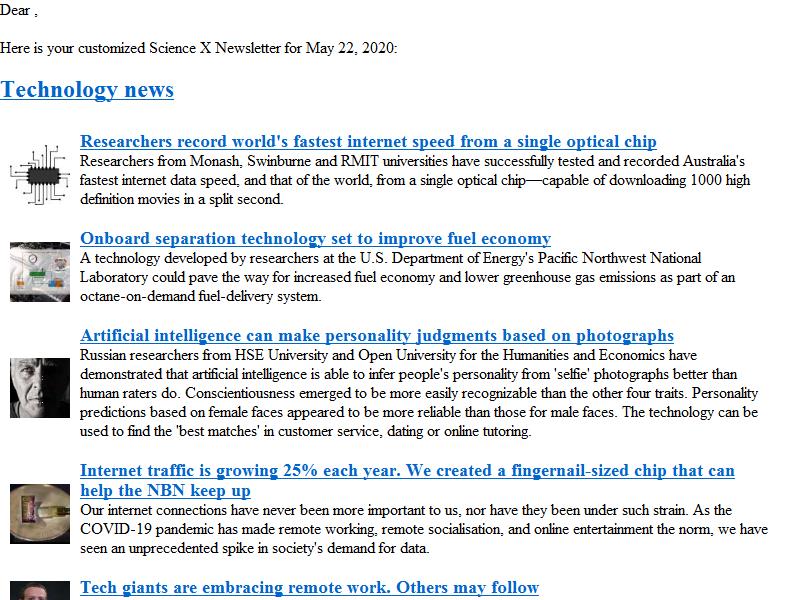 Dear ,
Here is your customized Science X Newsletter for May 22, 2020:
Technology news
Researchers record world's fastest internet speed from a single optical chip
Researchers from Monash, Swinburne and RMIT universities have successfully tested and recorded Australia's
fastest internet data speed, and that of the world, from a single optical chip—capable of downloading 1000 high
definition movies in a split second.
Onboard separation technology set to improve fuel economy
A technology developed by researchers at the U.S. Department of Energy's Pacific Northwest National
Laboratory could pave the way for increased fuel economy and lower greenhouse gas emissions as part of an
octane-on-demand fuel-delivery system.
Artificial intelligence can make personality judgments based on photographs
Russian researchers from HSE University and Open University for the Humanities and Economics have
demonstrated that artificial intelligence is able to infer people's personality from 'selfie' photographs better than
human raters do. Conscientiousness emerged to be more easily recognizable than the other four traits. Personality
predictions based on female faces appeared to be more reliable than those for male faces. The technology can be
used to find the 'best matches' in customer service, dating or online tutoring.
Internet traffic is growing 25% each year. We created a fingernail-sized chip that can
help the NBN keep up
Our internet connections have never been more important to us, nor have they been under such strain. As the
COVID-19 pandemic has made remote working, remote socialisation, and online entertainment the norm, we have
seen an unprecedented spike in society's demand for data.
Tech giants are embracing remote work. Others may follow